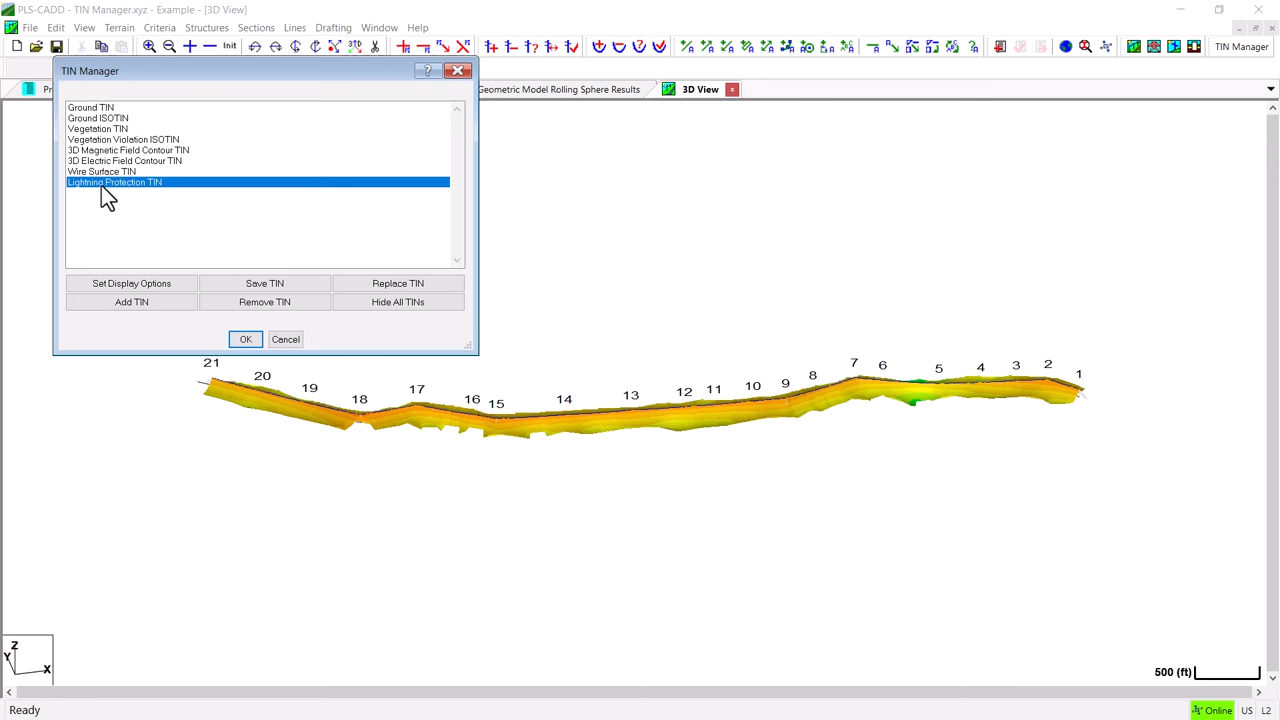 PLS-CADD - TIN Manager.xyz - Example - [3D View]
File Edit View Terrain Criteria Structures Sections Lines Drafting Window Help
Init
TIN Manager
TIN Manager
?
Geometric Model Rolling Sphere Results
3D View
Ground TIN
Ground ISOTIN
Vegetation TIN
Vegetation Violation ISOTIN
3D Magnetic Field Contour TIN
3D Electric Field Contour TIN
Wire Surface TIN
Lightning Protection TIN
Set Display Options Save TIN Replace TIN
Add TIN Remove TIN Hide All TINs
OK Cancel
21 20 19 18 17 16 15 14 13 12 11 10 9 8 7 6 5 4 3 2 1
Z
Y
X
500 (ft)
Ready
Online US L2